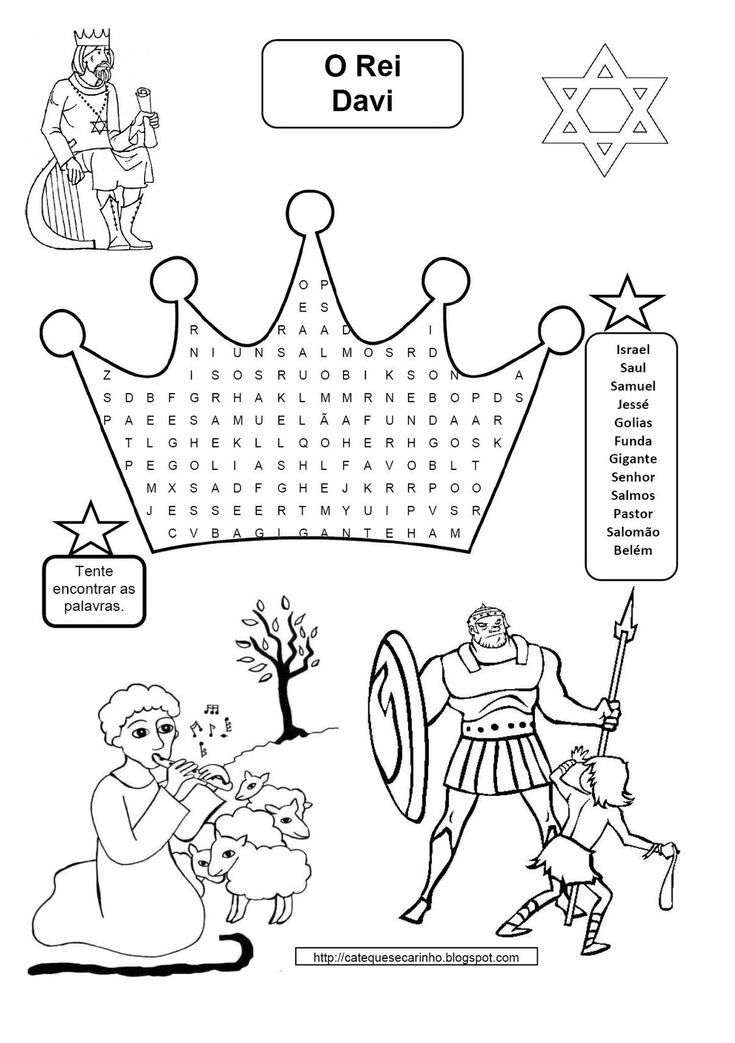 O Rei
Davi
O P
E S
R R A A D I
N I U N S A L M O S R D
Z I S O S R U O B I K S O N A
S D B F G R H A K L M M R N E B O P D S
P A E E S A M U E L Ã A F U N D A A R
T L G H E K L L Q O H E R H G O S K
P E G O L I A S H L F A V O B L T
M X S A D F G H E J K R R P O O
J E S S E E R T M Y U I P V S R
C V B A G I G A N T E H A M
Israel
Saul
Samuel
Jessé
Golias
Funda
Gigante
Senhor
Salmos
Pastor
Salomão
Belém
Tente
encontrar as
palavras.
http://catequesecarinho.blogspot.com